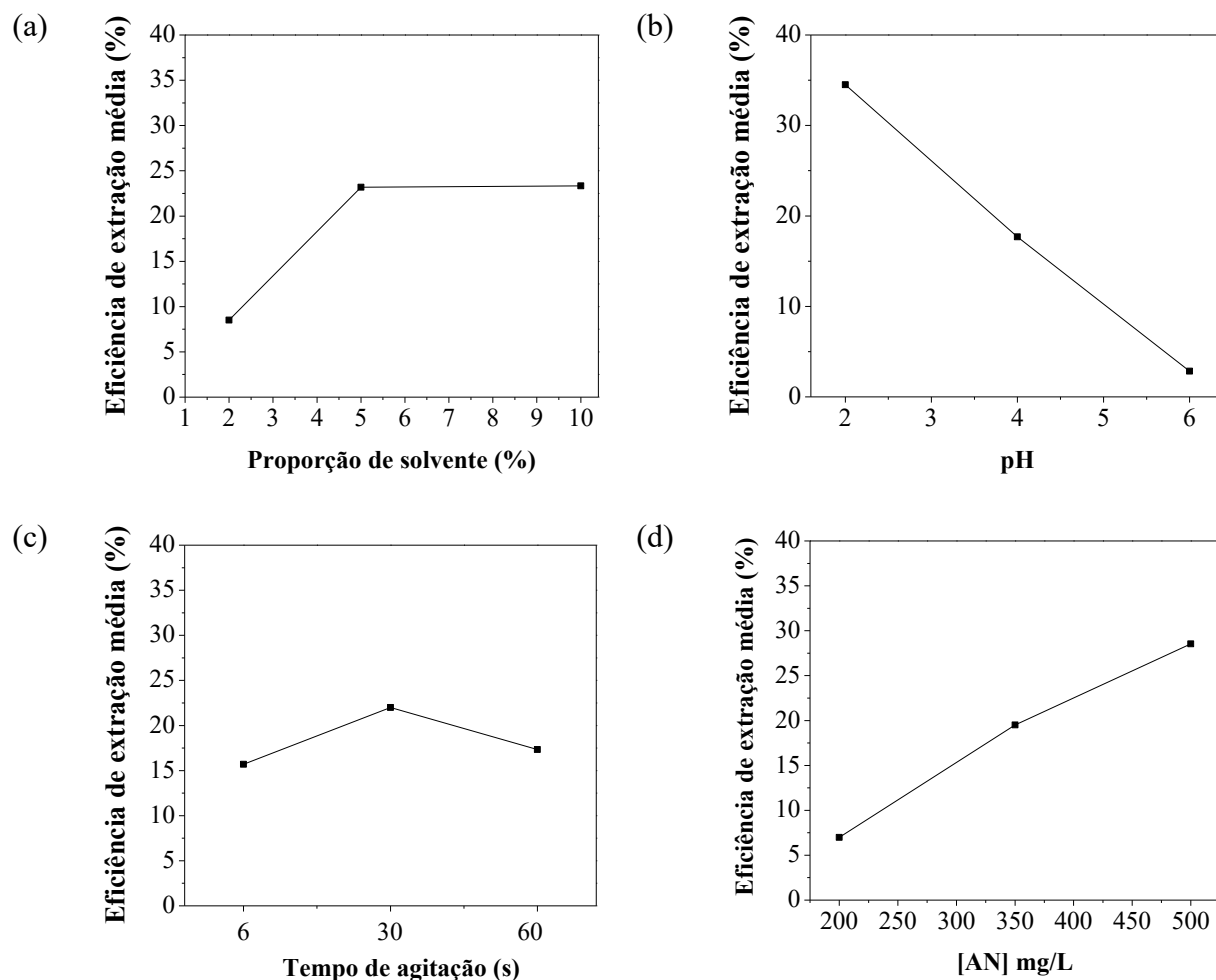 (a)
Eficiência de extração média (%)
40
35
30
25
20
15
10
5
0
1 2 3 4 5 6 7 8 9 10
Proporção de solvente (%)
(b)
Eficiência de extração média (%)
40
30
20
10
0
2 3 4 5 6
pH
(c)
Eficiência de extração média (%)
40
35
30
25
20
15
10
5
0
6 30 60
Tempo de agitação (s)
(d)
Eficiência de extração média (%)
40
35
30
25
20
15
10
5
0
200 250 300 350 400 450 500
[AN] mg/L